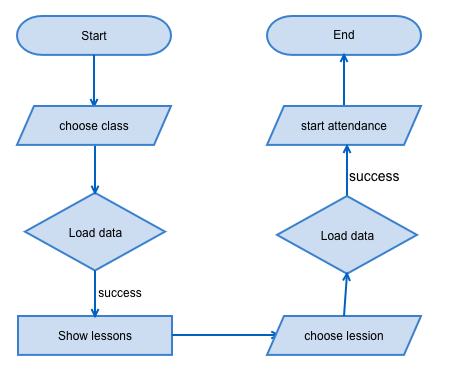 Start
choose class
Load data
success
Show lessons
choose lession
Load data
success
start attendance
End